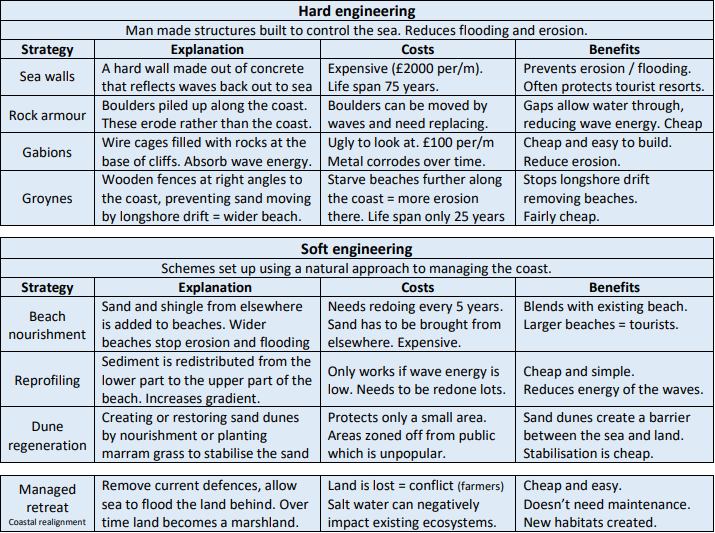 Hard engineering
Man made structures built to control the sea. Reduces flooding and erosion.
Strategy Explanation Costs Benefits
Sea walls
A hard wall made out of concrete
that reflects waves back out to sea
Expensive (£2000 per/m).
Life span 75 years.
Prevents erosion / flooding.
Often protects tourist resorts.
Rock armour
Boulders piled up along the coast.
These erode rather than the coast.
Boulders can be moved by
waves and need replacing.
Gaps allow water through,
reducing wave energy. Cheap
Gabions
Wire cages filled with rocks at the
base of cliffs. Absorb wave energy.
Ugly to look at. £100 per/m
Metal corrodes over time.
Cheap and easy to build.
Reduce erosion.
Groynes
Wooden fences at right angles to
the coast, preventing sand moving
by longshore drift = wider beach.
Starve beaches further along
the coast = more erosion
there. Life span only 25 years
Stops longshore drift
removing beaches.
Fairly cheap.
Soft engineering
Schemes set up using a natural approach to managing the coast.
Strategy Explanation Costs Benefits
Beach
nourishment
Sand and shingle from elsewhere
is added to beaches. Wider
beaches stop erosion and flooding
Needs redoing every 5 years.
Sand has to be brought from
elsewhere. Expensive.
Blends with existing beach.
Larger beaches = tourists.
Reprofiling
Sediment is redistributed from the
lower part to the upper part of the
beach. Increases gradient.
Only works if wave energy is
low. Needs to be redone lots.
Cheap and simple.
Reduces energy of the waves.
Dune
regeneration
Creating or restoring sand dunes
by nourishment or planting
marram grass to stabilise the sand
Protects only a small area.
Areas zoned off from public
which is unpopular.
Sand dunes create a barrier
between the sea and land.
Stabilisation is cheap.
Managed
retreat
Coastal realignment
Remove current defences, allow
sea to flood the land behind. Over
time land becomes a marshland.
Land is lost = conflict (farmers)
Salt water can negatively
impact existing ecosystems.
Cheap and easy.
Doesn't need maintenance.
New habitats created.